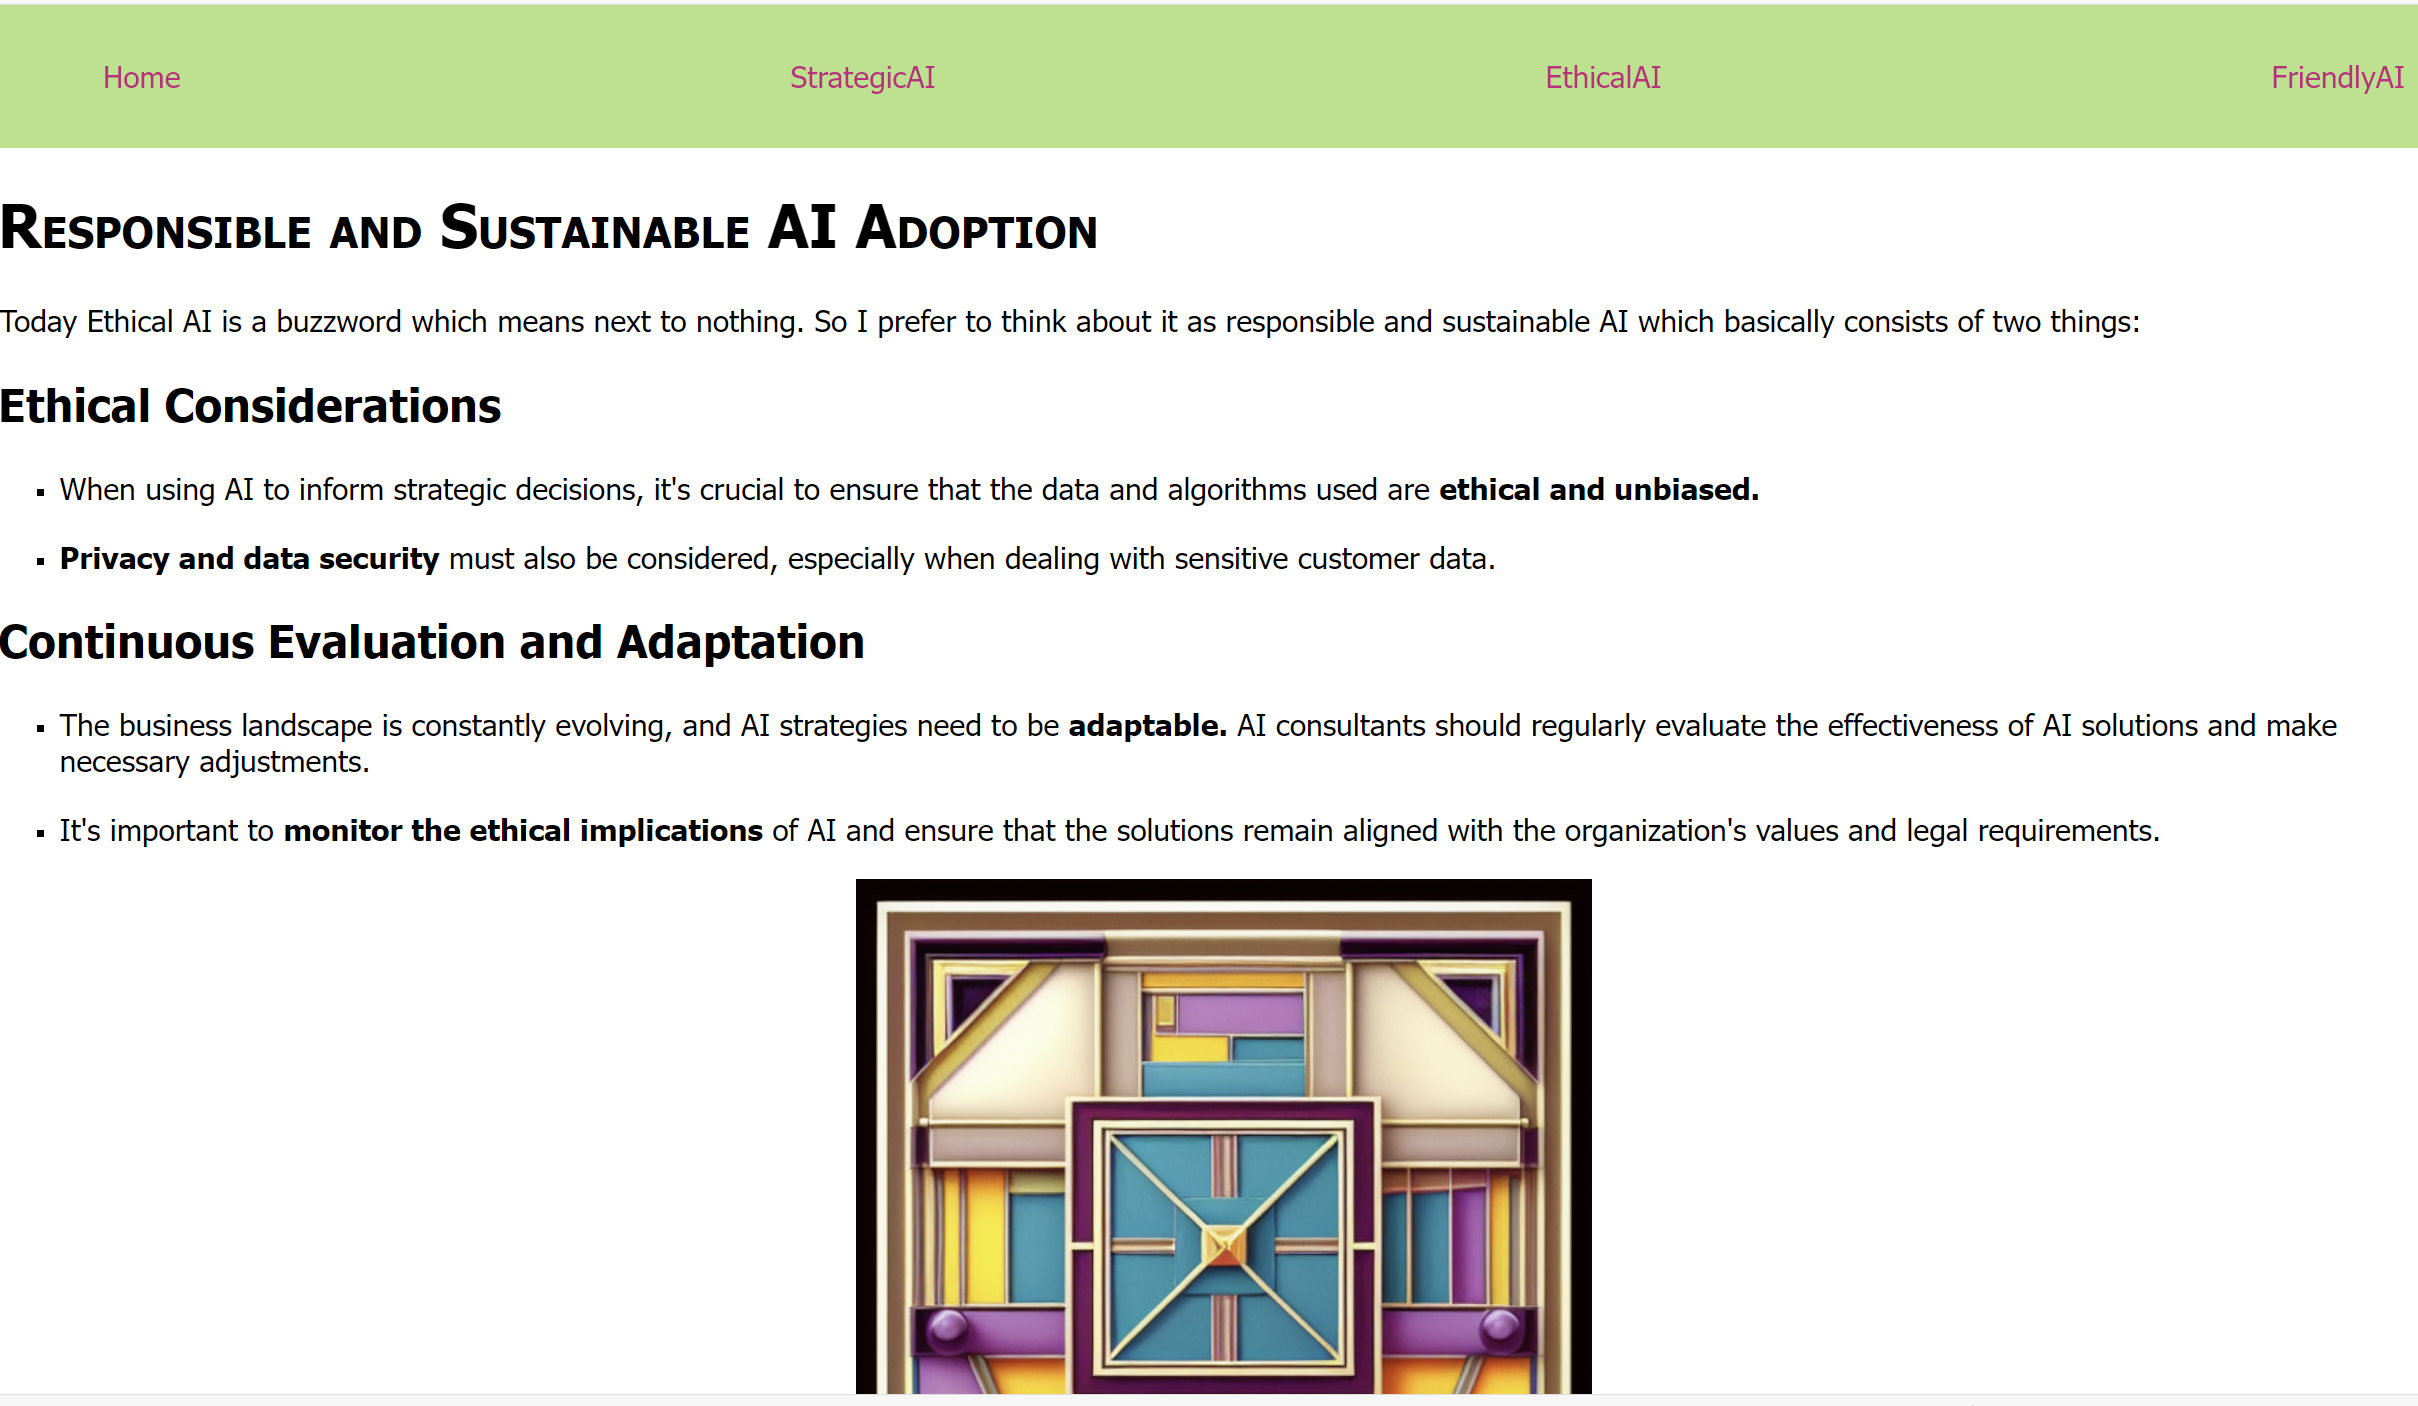 Home StrategicAI EthicalAI FriendlyAI
Responsible and Sustainable AI Adoption
Today Ethical AI is a buzzword which means next to nothing. So I prefer to think about it as responsible and sustainable AI which basically consists of two things:
Ethical Considerations
When using AI to inform strategic decisions, it's crucial to ensure that the data and algorithms used are ethical and unbiased.
Privacy and data security must also be considered, especially when dealing with sensitive customer data.
Continuous Evaluation and Adaptation
The business landscape is constantly evolving, and AI strategies need to be adaptable. AI consultants should regularly evaluate the effectiveness of AI solutions and make
necessary adjustments.
It's important to monitor the ethical implications of AI and ensure that the solutions remain aligned with the organization's values and legal requirements.